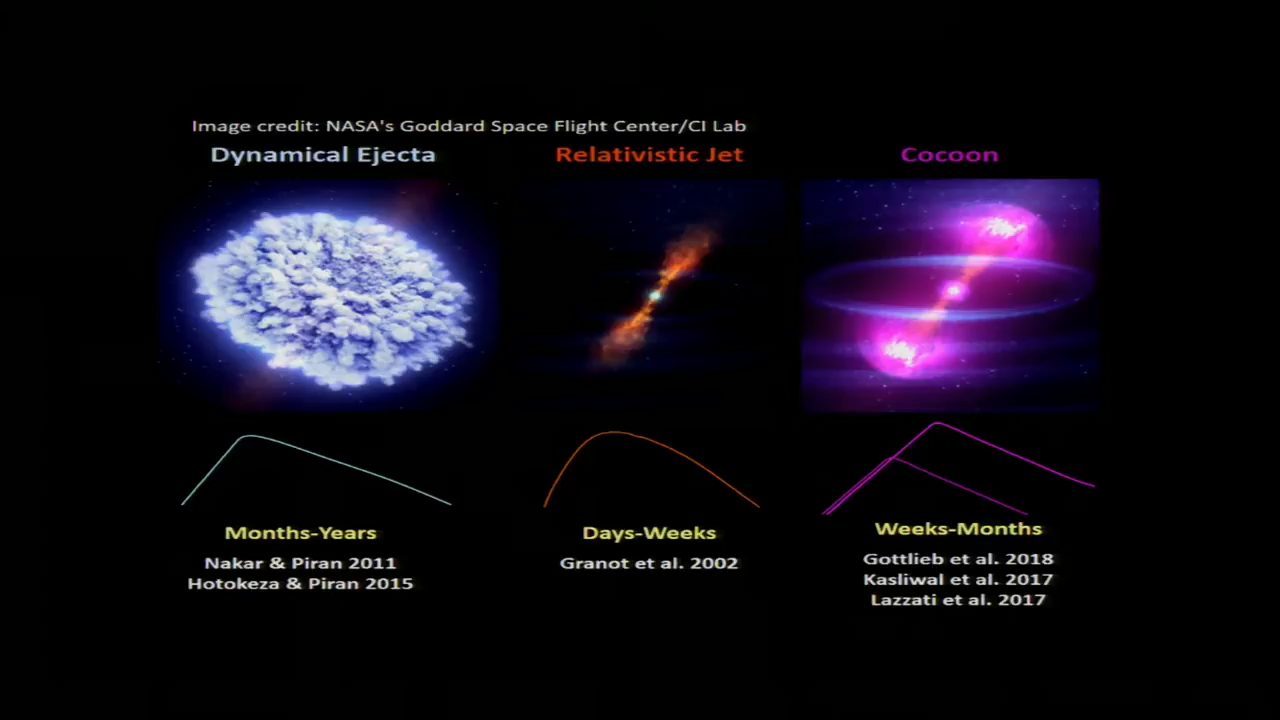 Image credit: NASA's Goddard Space Flight Center/CI Lab
Dynamical Ejecta
Relativistic Jet
Cocoon
Months-Years
Nakar & Piran 2011
Hotokeza & Piran 2015
Days-Weeks
Granot et al. 2002
Weeks-Months
Gottlieb et al. 2018
Kasliwal et al. 2017
Lazzati et al. 2017